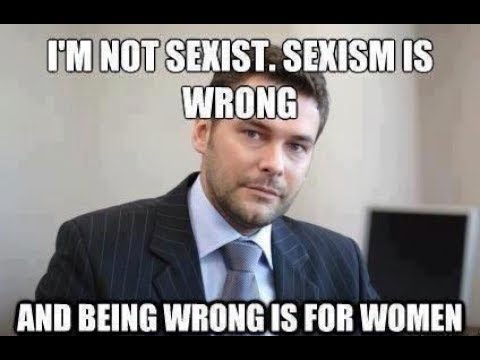 I'M NOT SEXIST. SEXISM IS
WRONG
AND BEING WRONG IS FOR WOMEN